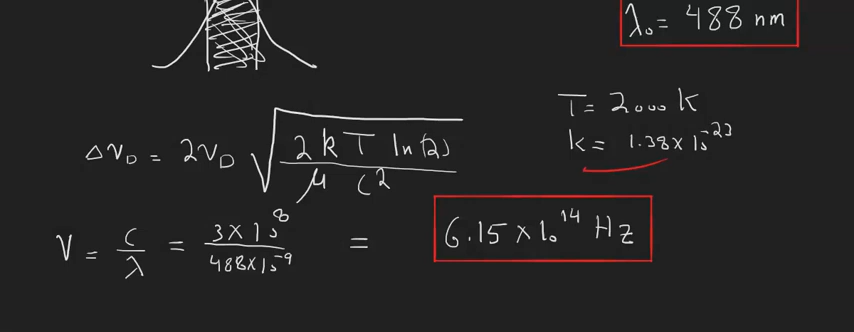 λ₀ = 488 nm
T = 2000 k
k = 1.38 × 10⁻²³
Δν_D = 2ν_D √(2 k T ln(2) / μ c²)
ν = c/λ = 3 × 10⁸ / 488 × 10⁻⁹ = 6.15 × 10¹⁴ Hz